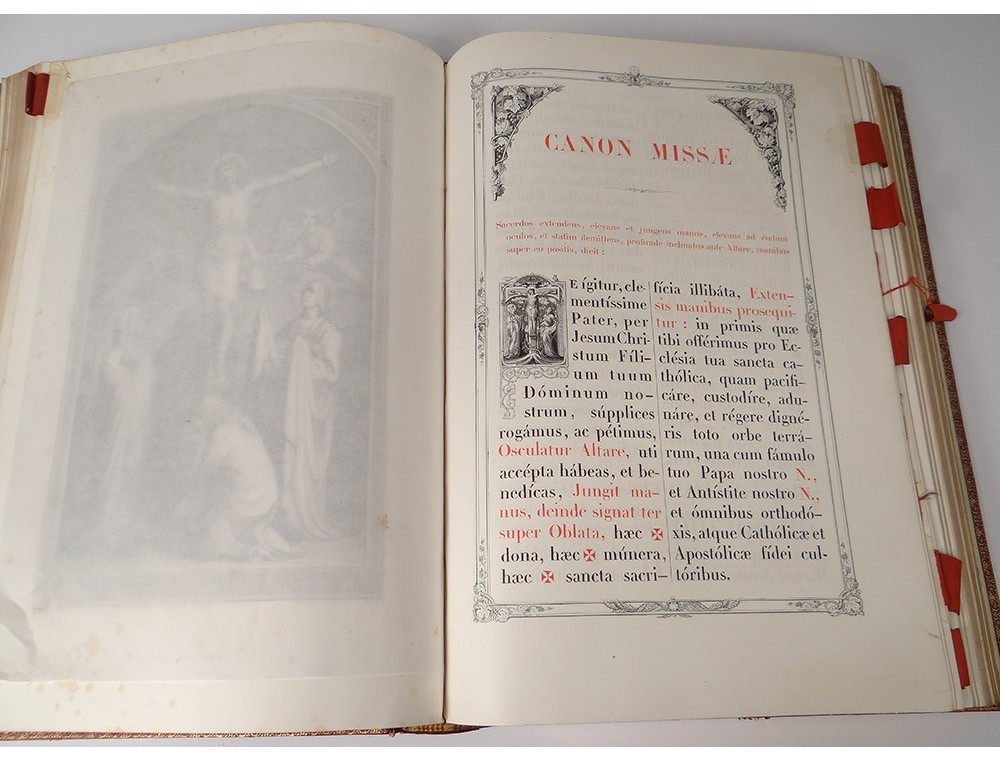 CANON MISSÆ
Sacerdos extendens, elevans et jungens manus, elevans ad cœlum
oculos, et statim demittens, profunde inclinatus ante Altare, manibus
super eo positis, dicit :
E ígitur, cle-
mentíssime
Pater, per
Jesum Chri-
stum Fíli-
um tuum
Dóminum no-
strum, súpplices
rogámus, ac pétimus,
Osculatur Altare, uti
accépta hábeas, et be-
nedícas, Jungit ma-
nus, deinde signat ter
super Oblata, hæc ✠
dona, hæc ✠ múnera,
hæc ✠ sancta sacri-
fícia illibáta, Exten-
sis manibus prosequi-
tur : in primis quæ
tibi offérimus pro Ec-
clésia tua sancta ca-
thólica, quam pacifi-
cáre, custodíre, adu-
náre, et régere digné-
ris toto orbe terrá-
rum, una cum fámulo
tuo Papa nostro N.,
et Antístite nostro N.,
et ómnibus orthodó-
xis, atque Cathólicæ et
Apostólicæ fídei cul-
tóribus.